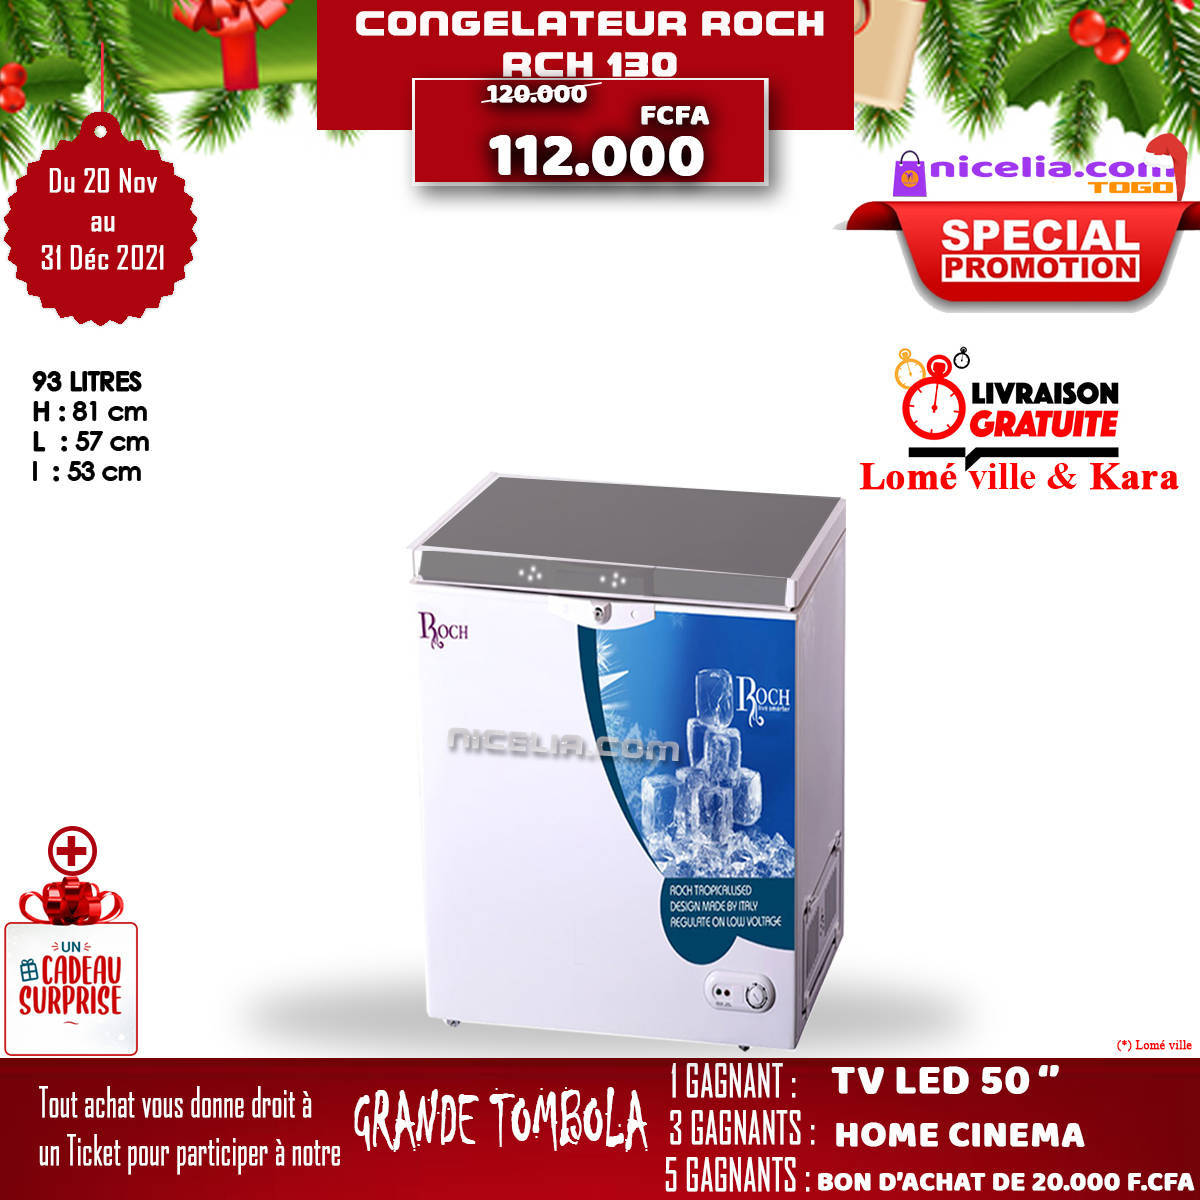 CONGELATEUR ROCH
RCH 130
120.000
FCFA
112.000
Du 20 Nov
au
31 Déc 2021
nicelia.com
TOGO
SPECIAL
PROMOTION
93 LITRES
H : 81 cm
L : 57 cm
l : 53 cm
LIVRAISON
GRATUITE
Lomé ville & Kara
ROCH
ROCH
live smarter
NICELIA.COM
ROCH TROPICALLISED
DESIGN MADE BY ITALY
REGULATE ON LOW VOLTAGE
UN
CADEAU
SURPRISE
(*) Lomé ville
Tout achat vous donne droit à
un Ticket pour participer à notre
GRANDE TOMBOLA
1 GAGNANT : TV LED 50 "
3 GAGNANTS : HOME CINEMA
5 GAGNANTS : BON D'ACHAT DE 20.000 F.CFA